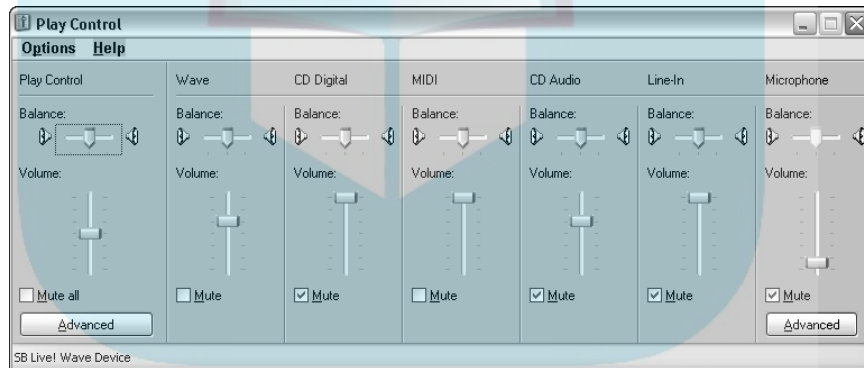 Play Control
Options Help
Play Control Wave CD Digital MIDI CD Audio Line-In Microphone
Balance: Balance: Balance: Balance: Balance: Balance: Balance:
Volume: Volume: Volume: Volume: Volume: Volume: Volume:
Mute all Mute Mute Mute Mute Mute Mute
Advanced Advanced
SB Live! Wave Device